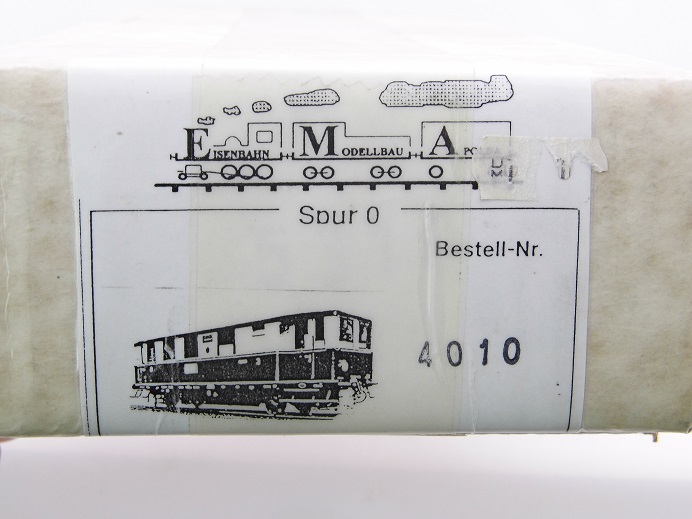 EISENBAHN MODELLBAU A
Spur 0
Bestell-Nr.
4010